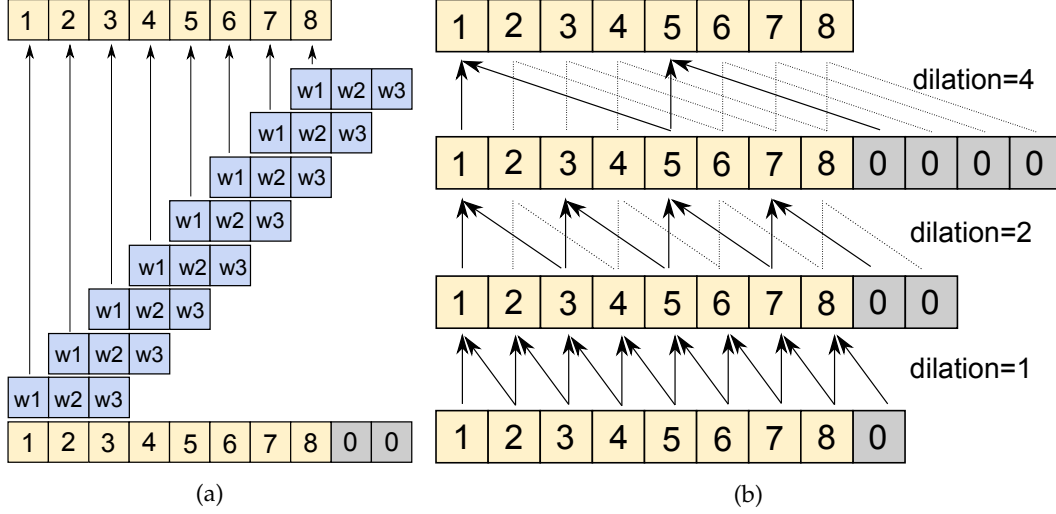 1 2 3 4 5 6 7 8
w1 w2 w3
w1 w2 w3
w1 w2 w3
w1 w2 w3
w1 w2 w3
w1 w2 w3
w1 w2 w3
w1 w2 w3
1 2 3 4 5 6 7 8 0 0
(a)
1 2 3 4 5 6 7 8
dilation=4
1 2 3 4 5 6 7 8 0 0 0 0
dilation=2
1 2 3 4 5 6 7 8 0 0
dilation=1
1 2 3 4 5 6 7 8 0
(b)